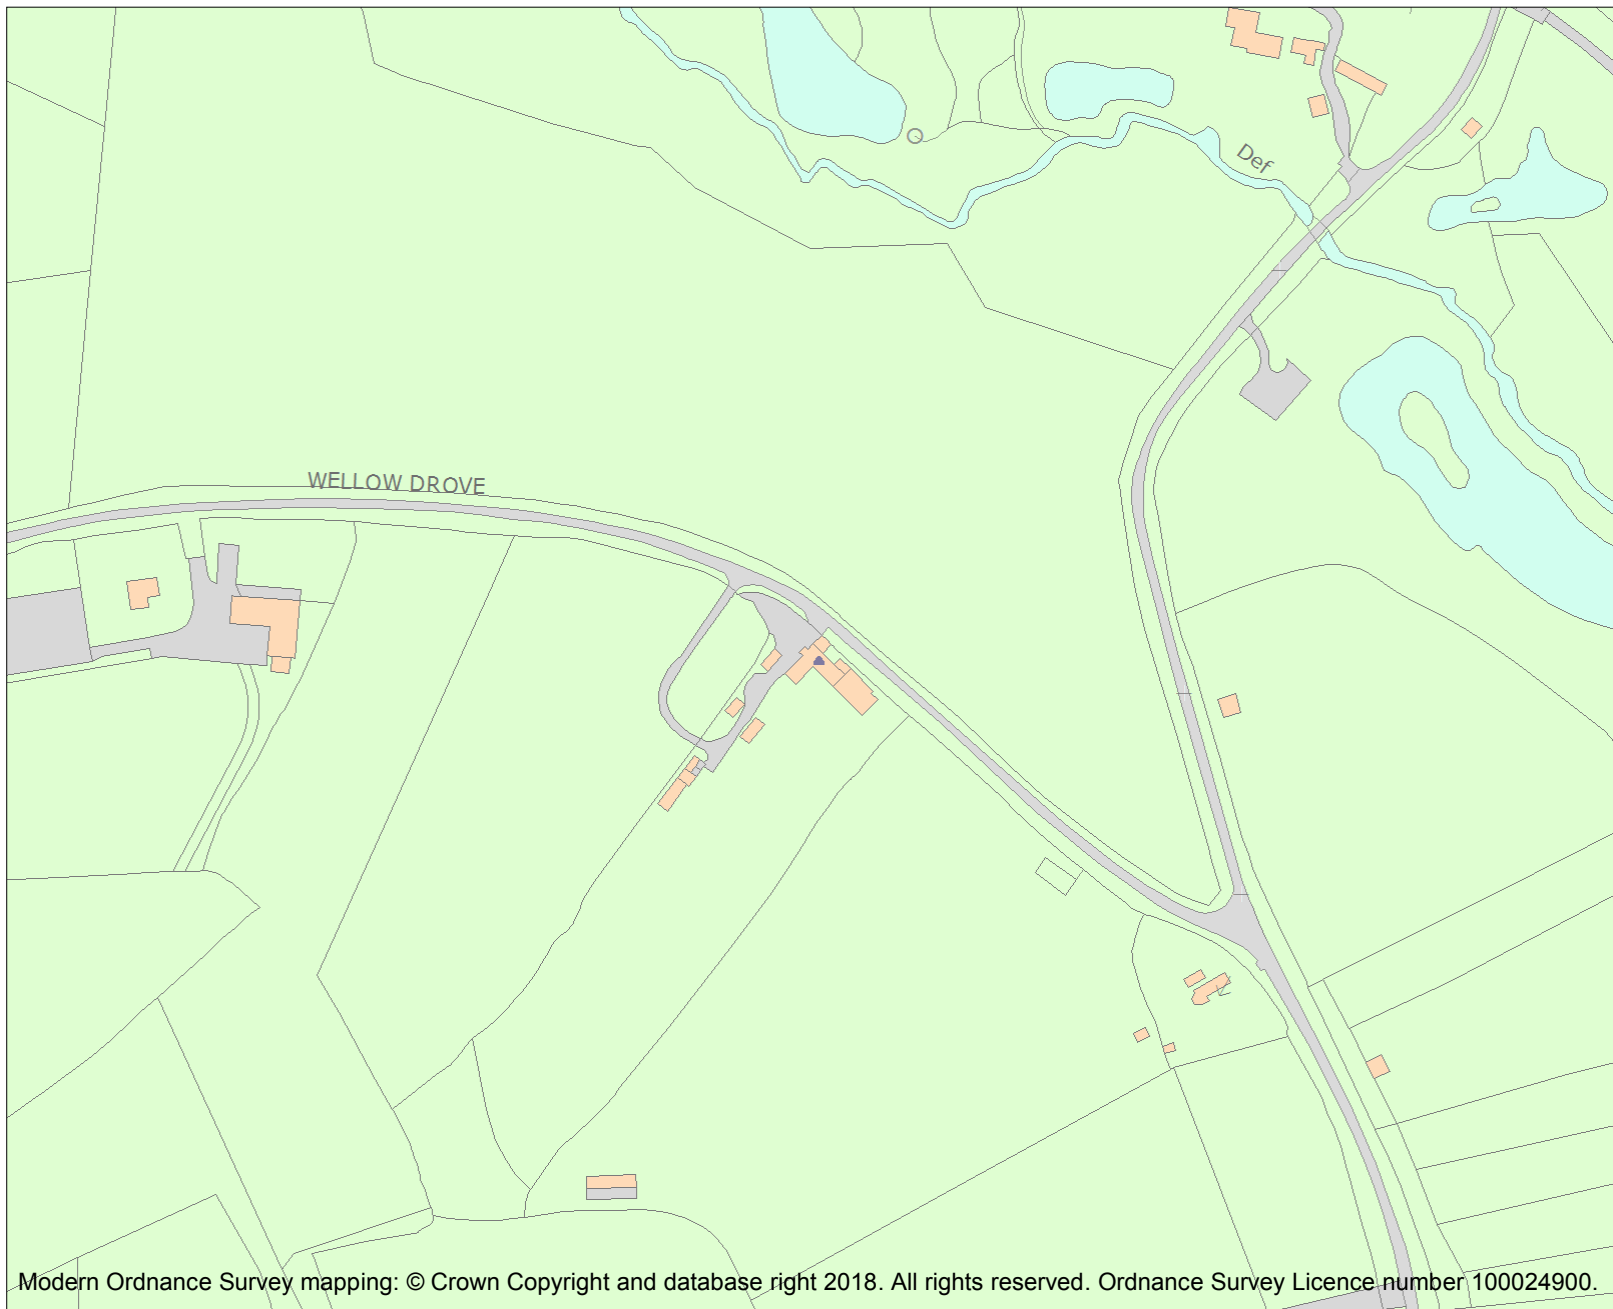 Def
WELLOW DROVE
Modern Ordnance Survey mapping: © Crown Copyright and database right 2018. All rights reserved. Ordnance Survey Licence number 100024900.